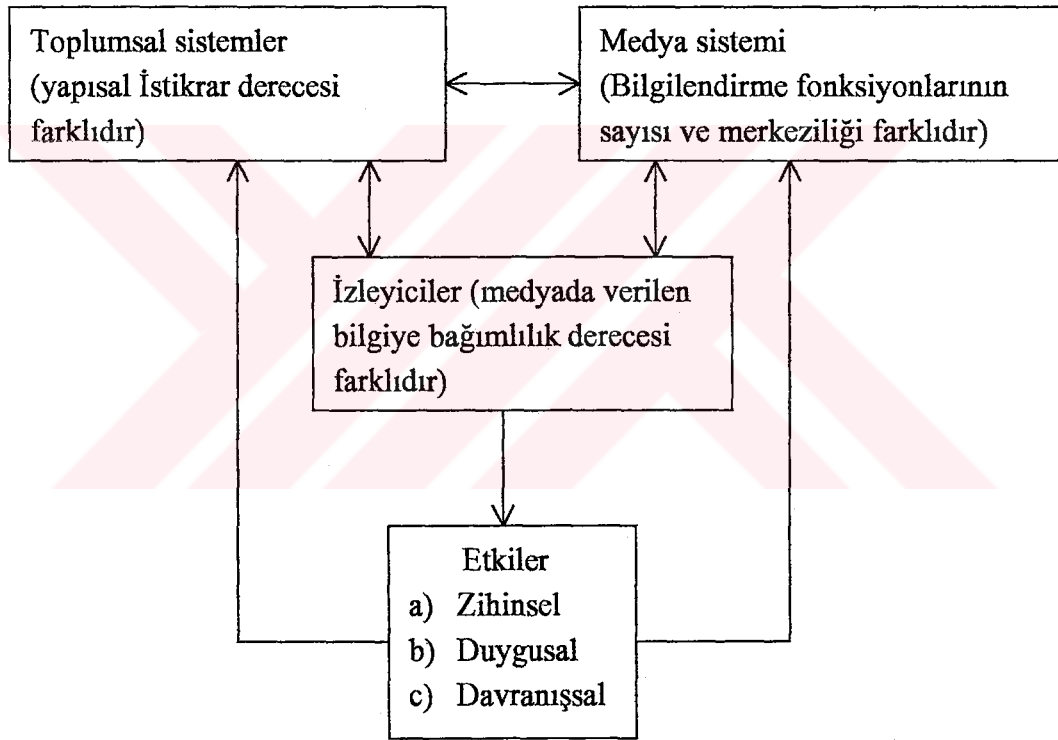 Toplumsal sistemler
(yapısal İstikrar derecesi
farklıdır)
Medya sistemi
(Bilgilendirme fonksiyonlarının
sayısı ve merkeziliği farklıdır)
İzleyiciler (medyada verilen
bilgiye bağımlılık derecesi
farklıdır)
Etkiler
a) Zihinsel
b) Duygusal
c) Davranışsal